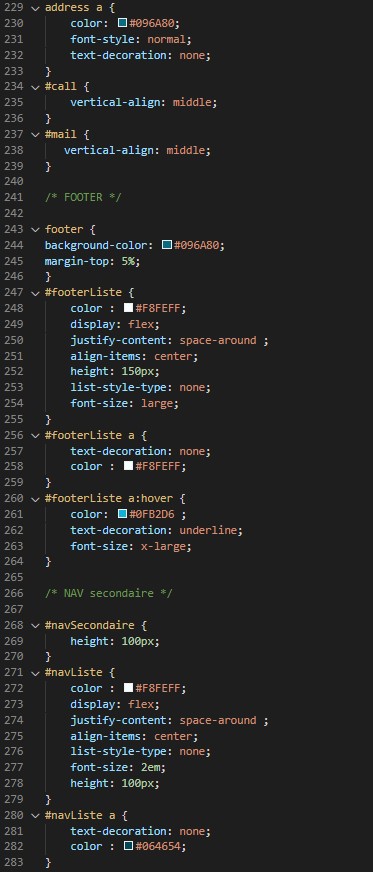 229 address a {
230 color: #096A80;
231 font-style: normal;
232 text-decoration: none;
233 }
234 #call {
235 vertical-align: middle;
236 }
237 #mail {
238 vertical-align: middle;
239 }
240
241 /* FOOTER */
242
243 footer {
244 background-color: #096A80;
245 margin-top: 5%;
246 }
247 #footerListe {
248 color : #F8FEFF;
249 display: flex;
250 justify-content: space-around ;
251 align-items: center;
252 height: 150px;
253 list-style-type: none;
254 font-size: large;
255 }
256 #footerListe a {
257 text-decoration: none;
258 color : #F8FEFF;
259 }
260 #footerListe a:hover {
261 color: #0FB2D6 ;
262 text-decoration: underline;
263 font-size: x-large;
264 }
265
266 /* NAV secondaire */
267
268 #navSecondaire {
269 height: 100px;
270 }
271 #navListe {
272 color : #F8FEFF;
273 display: flex;
274 justify-content: space-around ;
275 align-items: center;
276 list-style-type: none;
277 font-size: 2em;
278 height: 100px;
279 }
280 #navListe a {
281 text-decoration: none;
282 color : #064654;
283 }